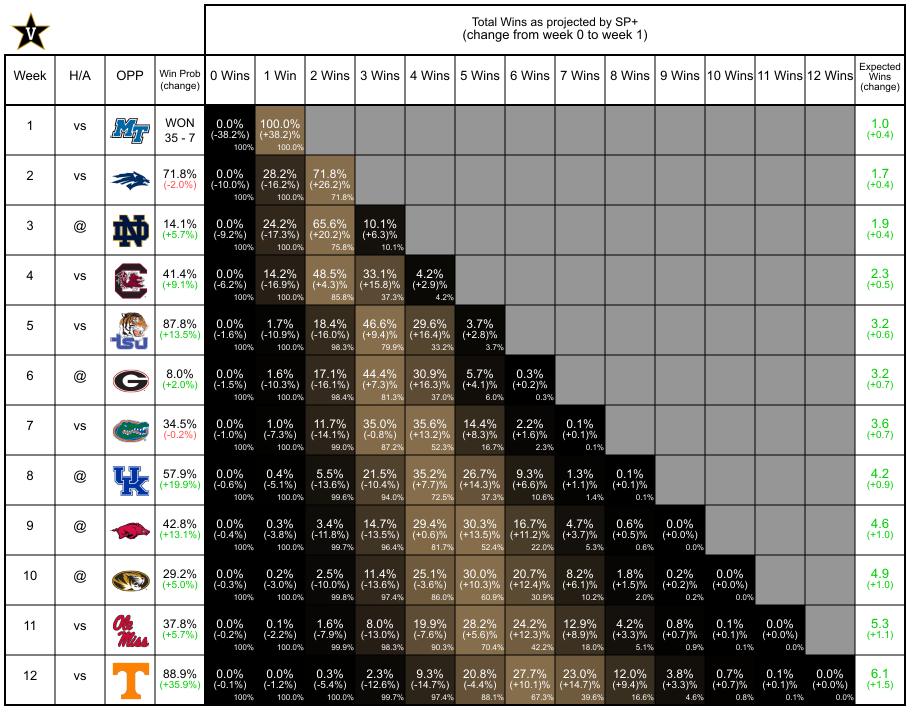 V
Total Wins as projected by SP+
(change from week 0 to week 1)
Week H/A OPP Win Prob (change) 0 Wins 1 Win 2 Wins 3 Wins 4 Wins 5 Wins 6 Wins 7 Wins 8 Wins 9 Wins 10 Wins 11 Wins 12 Wins Expected Wins (change)
1 vs MT WON 0.0% 100.0% 1.0
35 - 7 (-38.2%) (+38.2)% (+0.4)
100% 100.0%
2 vs 71.8% 0.0% 28.2% 71.8% 1.7
(-2.0%) (-10.0%) (-16.2%) (+26.2)% (+0.4)
100% 100.0% 71.8%
3 @ ND 14.1% 0.0% 24.2% 65.6% 10.1% 1.9
(+5.7%) (-9.2%) (-17.3%) (+20.2)% (+6.3)% (+0.4)
100% 100.0% 75.8% 10.1%
4 vs C 41.4% 0.0% 14.2% 48.5% 33.1% 4.2% 2.3
(+9.1%) (-6.2%) (-16.9%) (+4.3)% (+15.8)% (+2.9)% (+0.5)
100% 100.0% 85.8% 37.3% 4.2%
5 vs TSU 87.8% 0.0% 1.7% 18.4% 46.6% 29.6% 3.7% 3.2
(+13.5%) (-1.6%) (-10.9%) (-16.0%) (+9.4)% (+16.4)% (+2.8)% (+0.6)
100% 100.0% 98.3% 79.9% 33.2% 3.7%
6 @ G 8.0% 0.0% 1.6% 17.1% 44.4% 30.9% 5.7% 0.3% 3.2
(+2.0%) (-1.5%) (-10.3%) (-16.1%) (+7.3)% (+16.3)% (+4.1)% (+0.2)% (+0.7)
100% 100.0% 98.4% 81.3% 37.0% 6.0% 0.3%
7 vs 34.5% 0.0% 1.0% 11.7% 35.0% 35.6% 14.4% 2.2% 0.1% 3.6
(-0.2%) (-1.0%) (-7.3%) (-14.1%) (-0.8%) (+13.2)% (+8.3)% (+1.6)% (+0.1)% (+0.7)
100% 100.0% 99.0% 87.2% 52.3% 16.7% 2.3% 0.1%
8 @ UK 57.9% 0.0% 0.4% 5.5% 21.5% 35.2% 26.7% 9.3% 1.3% 0.1% 4.2
(+19.9%) (-0.6%) (-5.1%) (-13.6%) (-10.4%) (+7.7)% (+14.3)% (+6.6)% (+1.1)% (+0.1)% (+0.9)
100% 100.0% 99.6% 94.0% 72.5% 37.3% 10.6% 1.4% 0.1%
9 @ 42.8% 0.0% 0.3% 3.4% 14.7% 29.4% 30.3% 16.7% 4.7% 0.6% 0.0% 4.6
(+13.1%) (-0.4%) (-3.8%) (-11.8%) (-13.5%) (+0.6)% (+13.5)% (+11.2)% (+3.7)% (+0.5)% (+0.0)% (+1.0)
100% 100.0% 99.7% 96.4% 81.7% 52.4% 22.0% 5.3% 0.6% 0.0%
10 @ 29.2% 0.0% 0.2% 2.5% 11.4% 25.1% 30.0% 20.7% 8.2% 1.8% 0.2% 0.0% 4.9
(+5.0%) (-0.3%) (-3.0%) (-10.0%) (-13.6%) (-3.6%) (+10.3)% (+12.4)% (+6.1)% (+1.5)% (+0.2)% (+0.0)% (+1.0)
100% 100.0% 99.8% 97.4% 86.0% 60.9% 30.9% 10.2% 2.0% 0.2% 0.0%
11 vs Ole Miss 37.8% 0.0% 0.1% 1.6% 8.0% 19.9% 28.2% 24.2% 12.9% 4.2% 0.8% 0.1% 0.0% 5.3
(+5.7%) (-0.2%) (-2.2%) (-7.9%) (-13.0%) (-7.6%) (+5.6)% (+12.3)% (+8.9)% (+3.3)% (+0.7)% (+0.1)% (+0.0)% (+1.1)
100% 100.0% 99.9% 98.3% 90.3% 70.4% 42.2% 18.0% 5.1% 0.9% 0.1% 0.0%
12 vs T 88.9% 0.0% 0.0% 0.3% 2.3% 9.3% 20.8% 27.7% 23.0% 12.0% 3.8% 0.7% 0.1% 0.0% 6.1
(+35.9%) (-0.1%) (-1.2%) (-5.4%) (-12.6%) (-14.7%) (-4.4%) (+10.1)% (+14.7)% (+9.4)% (+3.3)% (+0.7)% (+0.1)% (+0.0)% (+1.5)
100% 100.0% 100.0% 99.7% 97.4% 88.1% 67.3% 39.6% 16.6% 4.6% 0.8% 0.1% 0.0%